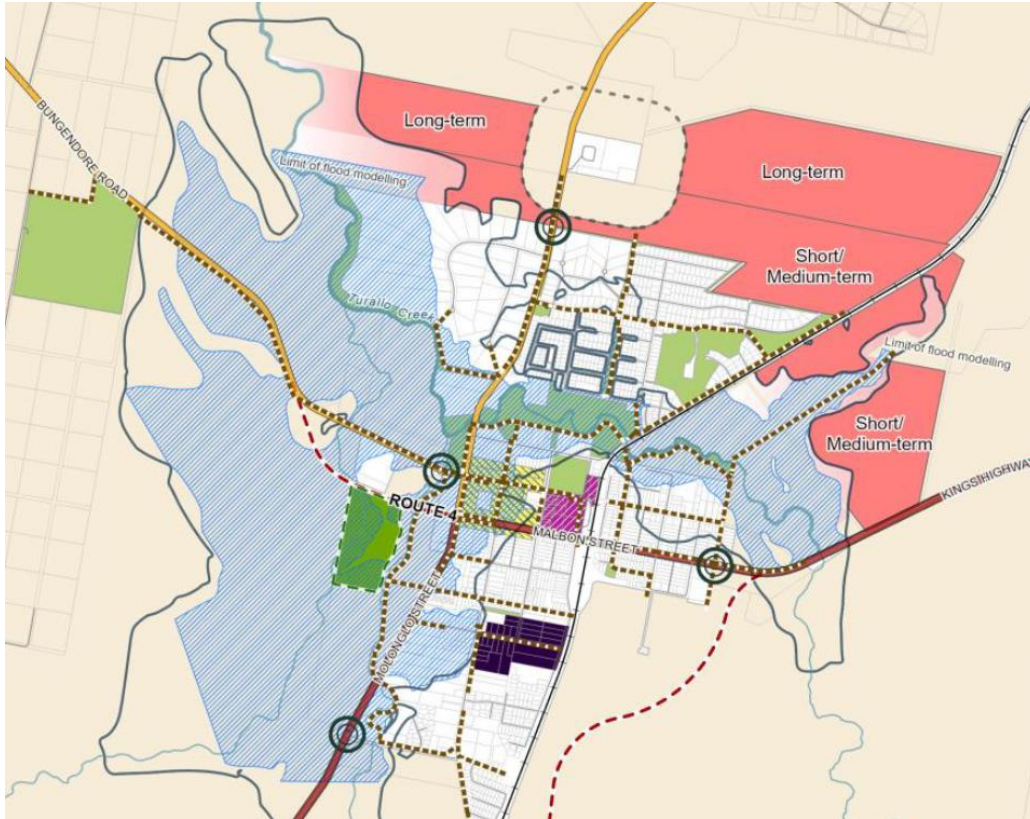 Long-term
BUNGENDORE ROAD
Limit of flood modelling
Long-term
Short/
Medium-term
Turallo Creek
Limit of flood modelling
Short/
Medium-term
KINGS HIGHWAY
ROUTE 4
MALBON STREET
MOLONGLO STREET